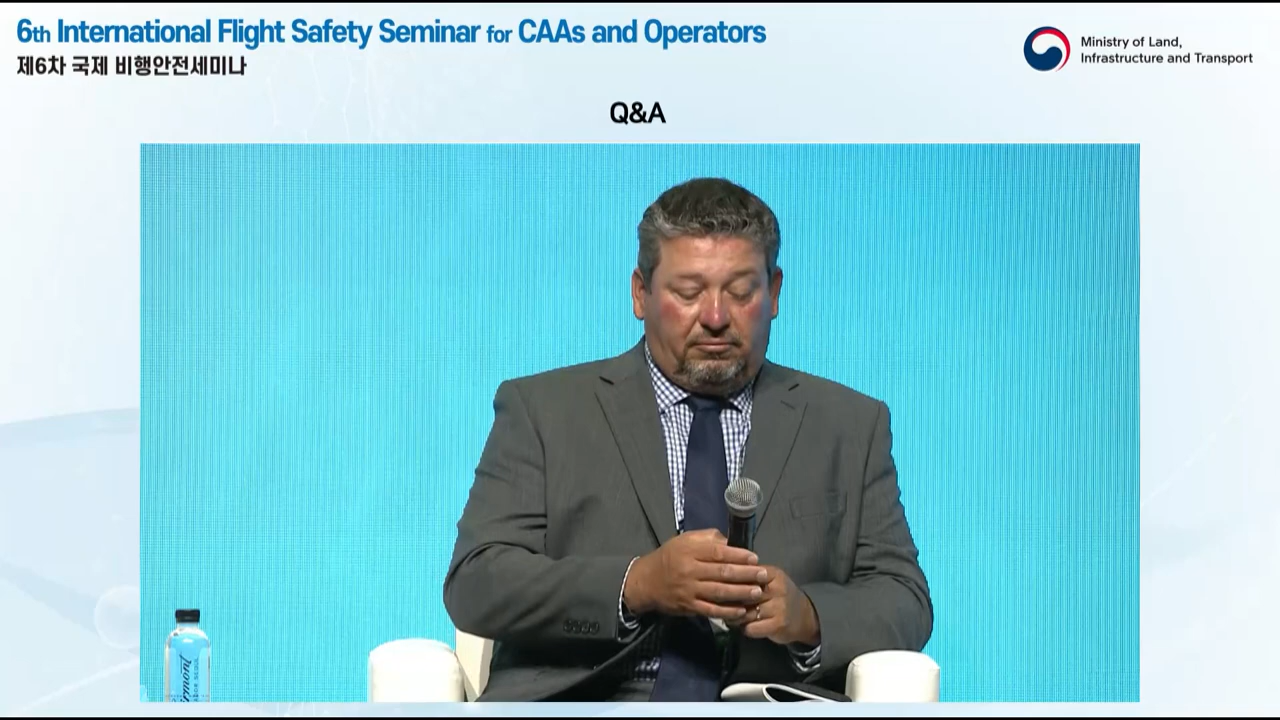 6th International Flight Safety Seminar for CAAs and Operators
제6차 국제 비행안전세미나
Ministry of Land,
Infrastructure and Transport
Q&A